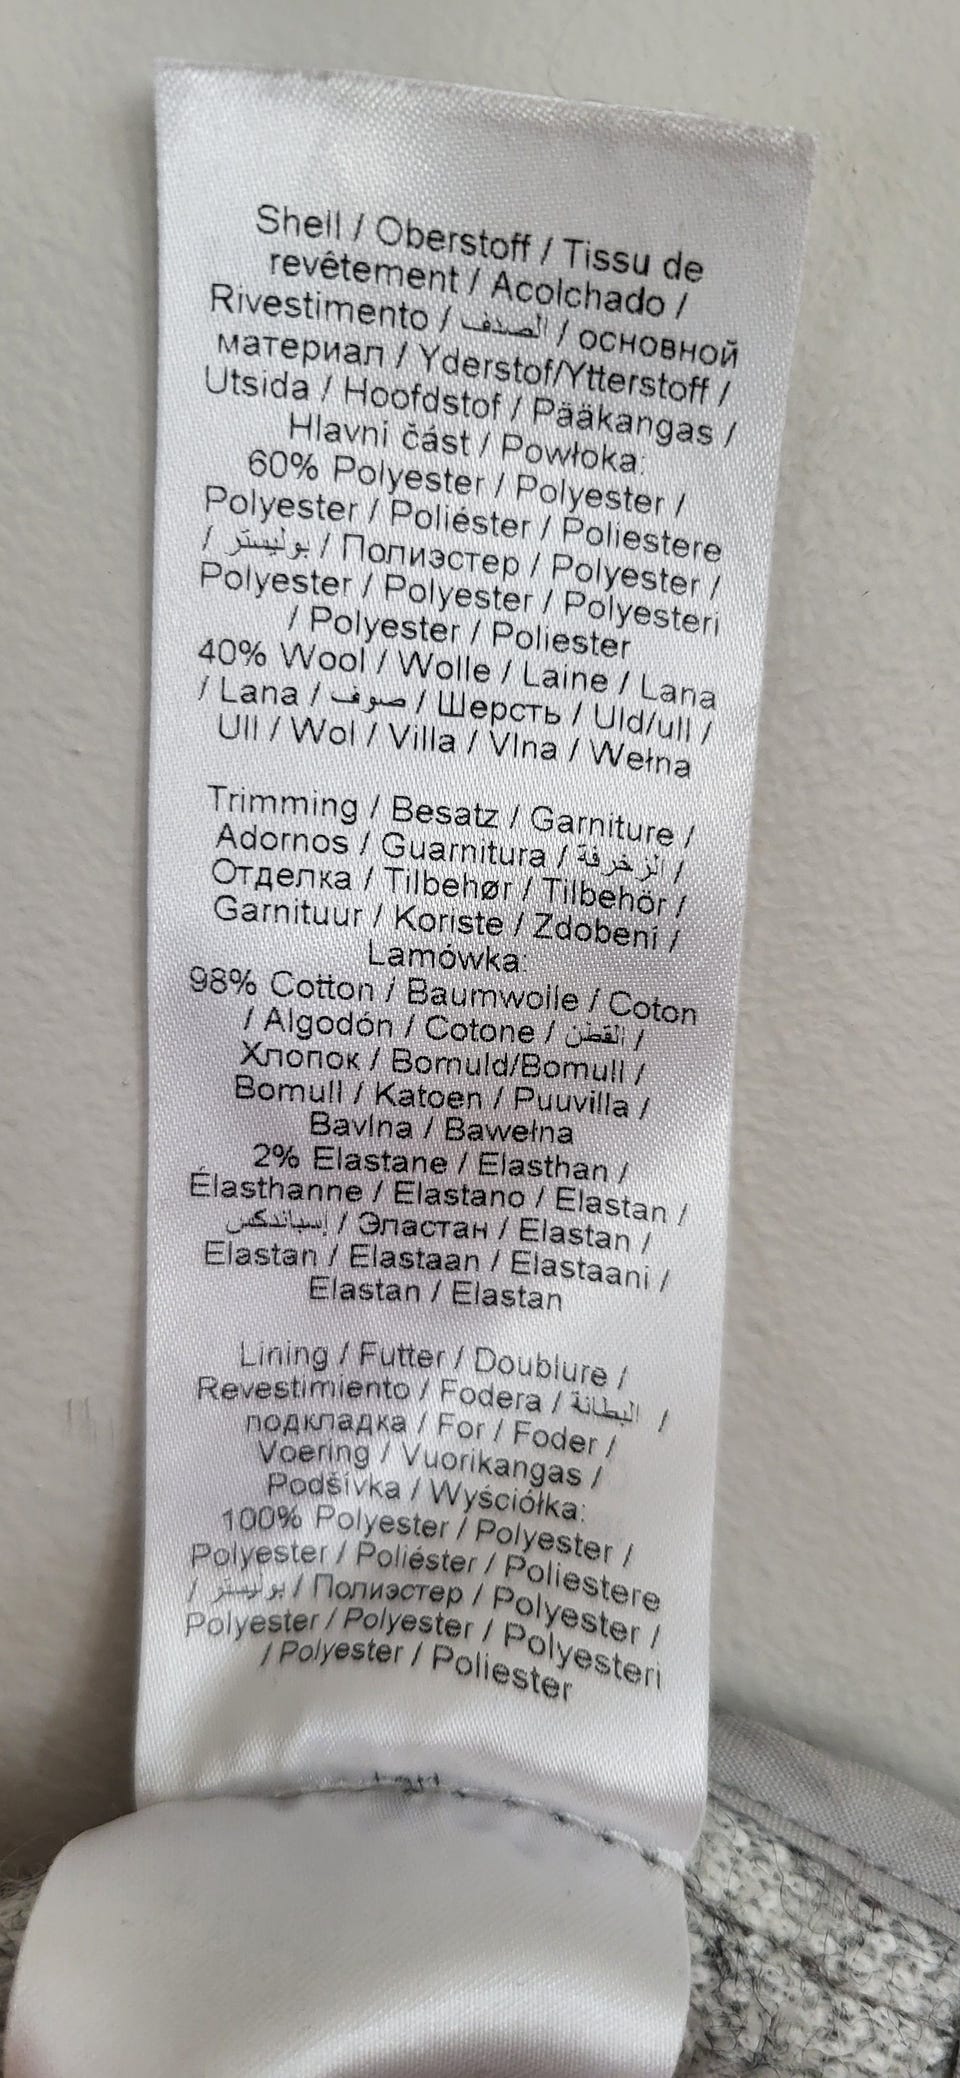 Shell / Oberstoff / Tissu de
revêtement / Acolchado /
Rivestimento / الصدف / основной
материал / Yderstof/Ytterstoff /
Utsida / Hoofdstof / Pääkangas /
Hlavní část / Powłoka:
60% Polyester / Polyester /
Polyester / Poliéster / Poliestere
/ بوليستر / Полиэстер / Polyester /
Polyester / Polyester / Polyesteri
/ Polyester / Poliester
40% Wool / Wolle / Laine / Lana
/ Lana / صوف / Шерсть / Uld/ull /
Ull / Wol / Villa / Vlna / Wełna
Trimming / Besatz / Garniture /
Adornos / Guarnitura / الزخرفة /
Отделка / Tilbehør / Tilbehör /
Garnituur / Koriste / Zdobení /
Lamówka:
98% Cotton / Baumwolle / Coton
/ Algodón / Cotone / القطن /
Хлопок / Bomuld/Bomull /
Bomull / Katoen / Puuvilla /
Bavlna / Bawełna
2% Elastane / Elasthan /
Élasthanne / Elastano / Elastan /
إسباندكس / Эластан / Elastan /
Elastan / Elastaan / Elastaani /
Elastan / Elastan
Lining / Futter / Doublure /
Revestimiento / Fodera / البطانة /
подкладка / For / Foder /
Voering / Vuorikangas /
Podšívka / Wyściółka:
100% Polyester / Polyester /
Polyester / Poliéster / Poliestere
/ بوليستر / Полиэстер / Polyester /
Polyester / Polyester / Polyesteri
/ Polyester / Poliester